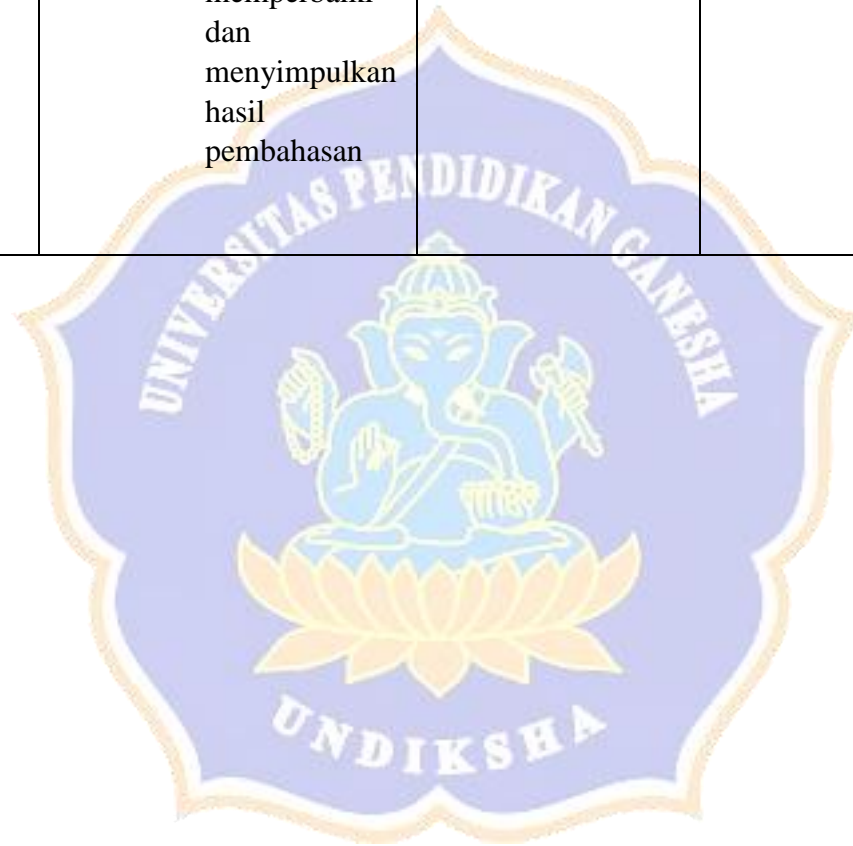 dan
menyimpulkan
hasil
pembahasan
UNIVERSITAS PENDIDIKAN GANESHA
UNDIKSHA